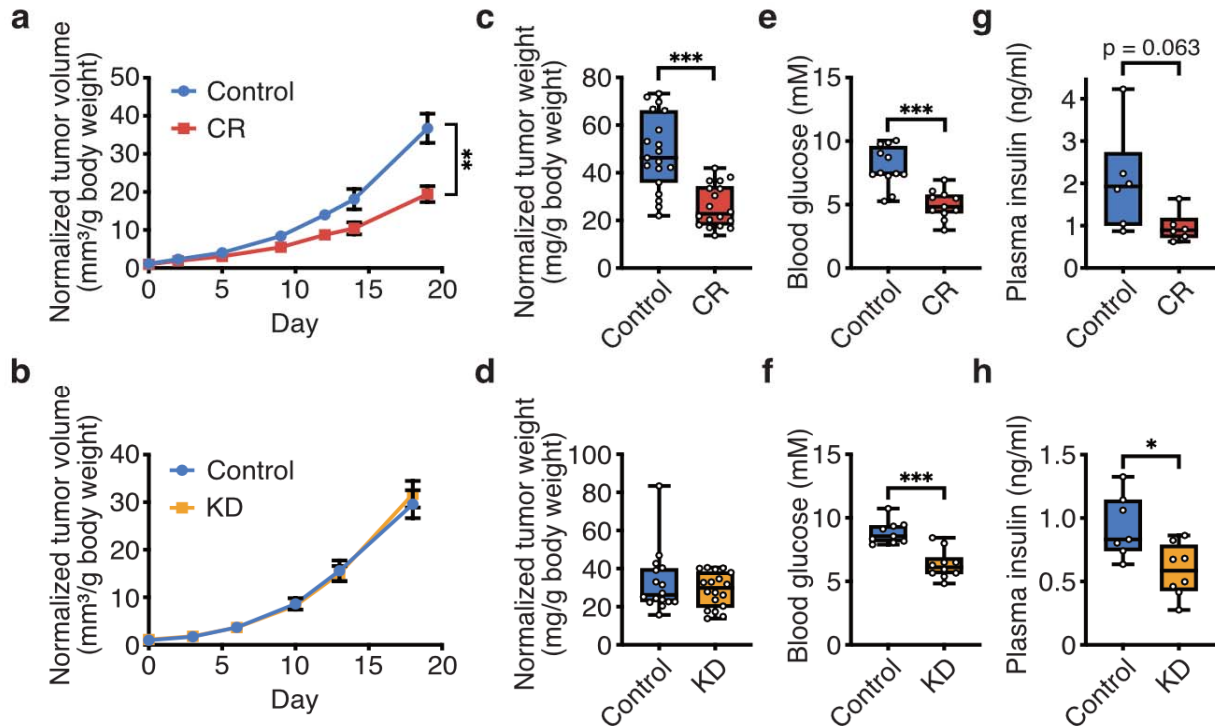 a
Normalized tumor volume
(mm³/g body weight)
50
40
30
20
10
0
Control
CR
**
0 5 10 15 20
Day
c
Normalized tumor weight
(mg/g body weight)
80
60
40
20
0
***
Control
CR
e
Blood glucose (mM)
15
10
5
0
***
Control
CR
g
Plasma insulin (ng/ml)
p = 0.063
4
3
2
1
0
Control
CR
b
Normalized tumor volume
(mm³/g body weight)
40
30
20
10
0
Control
KD
0 5 10 15 20
Day
d
Normalized tumor weight
(mg/g body weight)
100
80
60
40
20
0
Control
KD
f
Blood glucose (mM)
15
10
5
0
***
Control
KD
h
Plasma insulin (ng/ml)
1.5
1.0
0.5
0
*
Control
KD